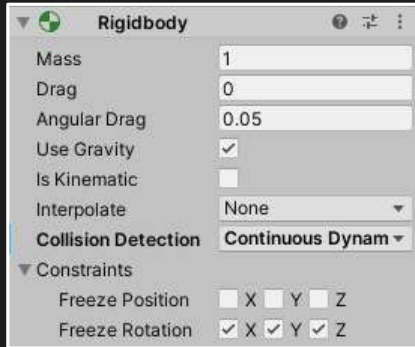 Rigidbody
Mass 1
Drag 0
Angular Drag 0.05
Use Gravity
Is Kinematic
Interpolate None
Collision Detection Continuous Dynam
Constraints
Freeze Position X Y Z
Freeze Rotation X Y Z